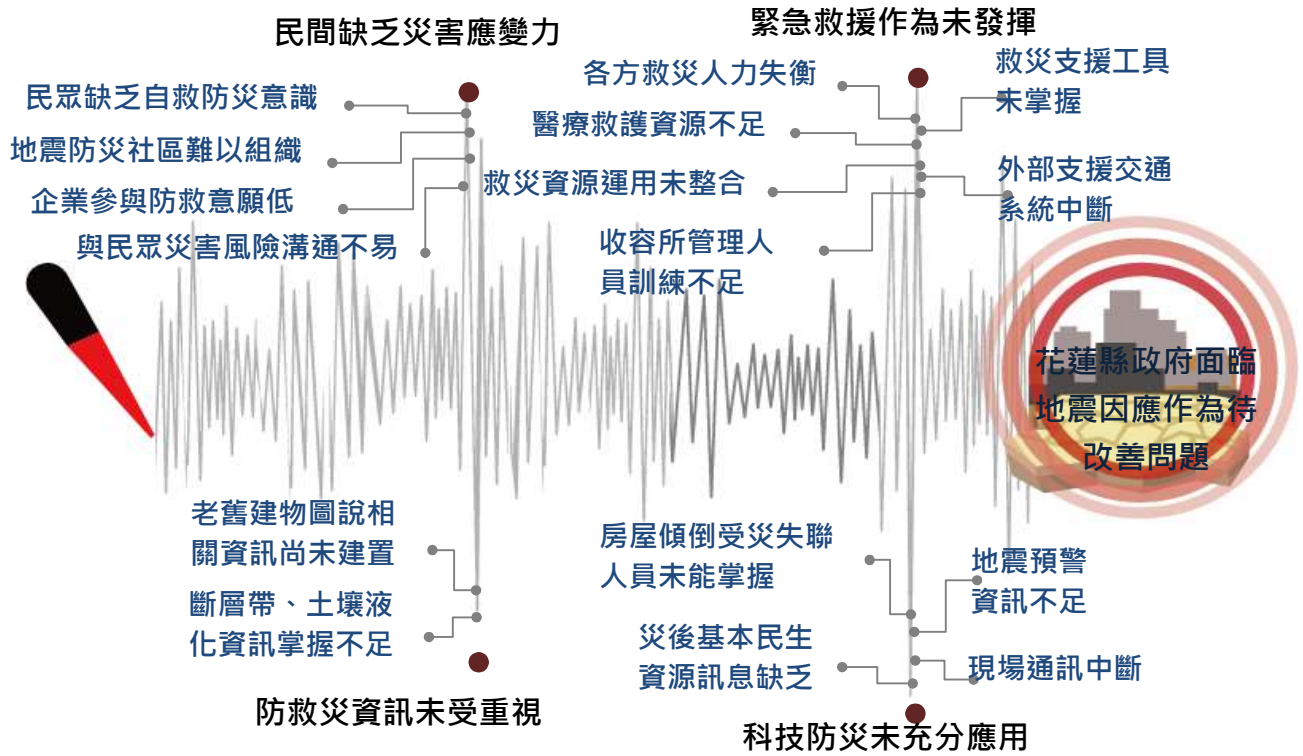 民間缺乏災害應變力
民眾缺乏自救防災意識
地震防災社區難以組織
企業參與防救意願低
與民眾災害風險溝通不易
緊急救援作為未發揮
各方救災人力失衡
醫療救護資源不足
救災資源運用未整合
收容所管理人
員訓練不足
救災支援工具
未掌握
外部支援交通
系統中斷
花蓮縣政府面臨
地震因應作為待
改善問題
老舊建物圖說相
關資訊尚未建置
斷層帶、土壤液
化資訊掌握不足
防救災資訊未受重視
房屋傾倒受災失聯
人員未能掌握
災後基本民生
資源訊息缺乏
地震預警
資訊不足
現場通訊中斷
科技防災未充分應用